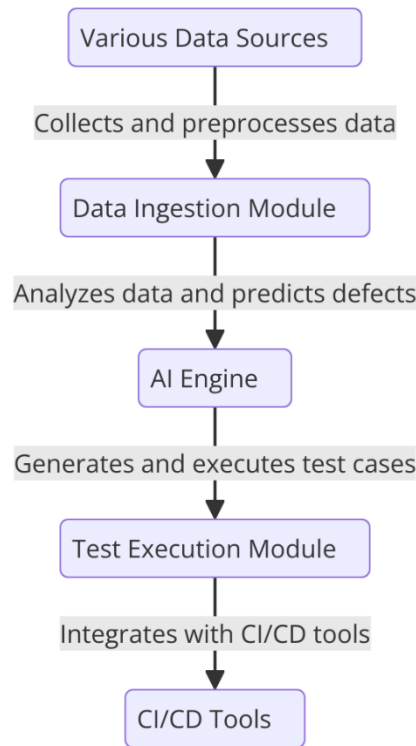 Various Data Sources
Collects and preprocesses data
Data Ingestion Module
Analyzes data and predicts defects
AI Engine
Generates and executes test cases
Test Execution Module
Integrates with CI/CD tools
CI/CD Tools